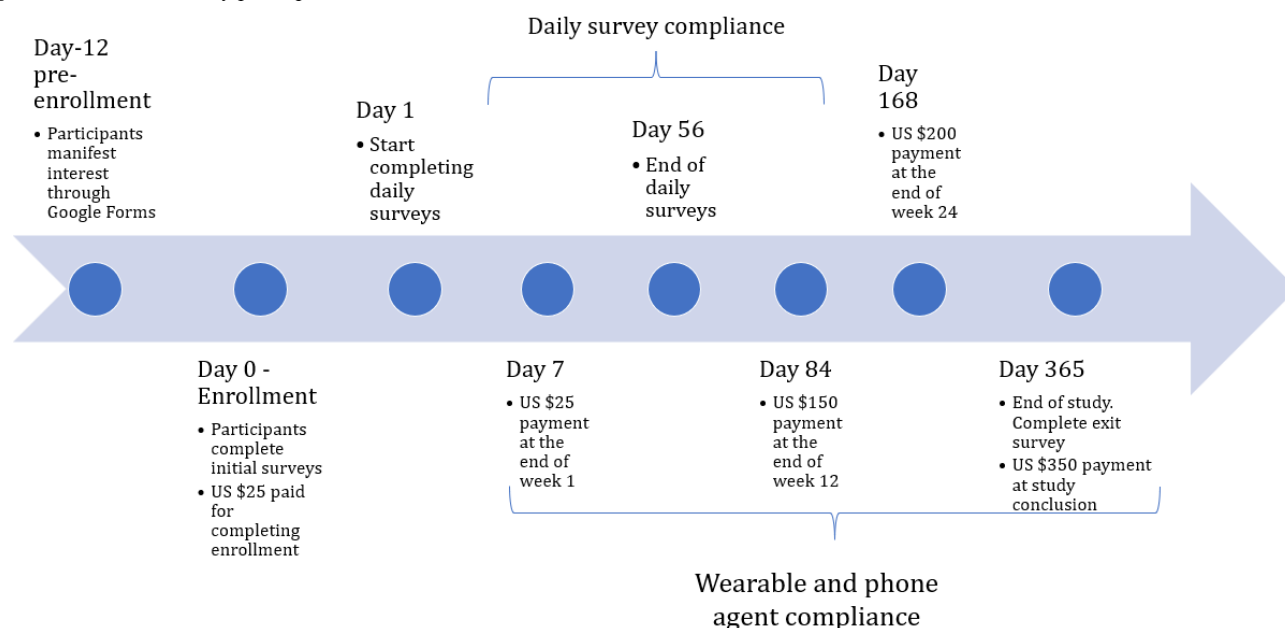 Daily survey compliance
Day-12
pre-
enrollment
• Participants
manifest
interest
through
Google Forms
Day 1
• Start
completing
daily
surveys
Day 56
• End of
daily
surveys
Day
168
• US $200
payment
at the
end of
week 24
Day 0 -
Enrollment
• Participants
complete
initial surveys
• US $25 paid
for
completing
enrollment
Day 7
• US $25
payment
at the
end of
week 1
Day 84
• US $150
payment
at the
end of
week 12
Day 365
• End of study.
Complete exit
survey
• US $350 payment
at study
conclusion
Wearable and phone
agent compliance